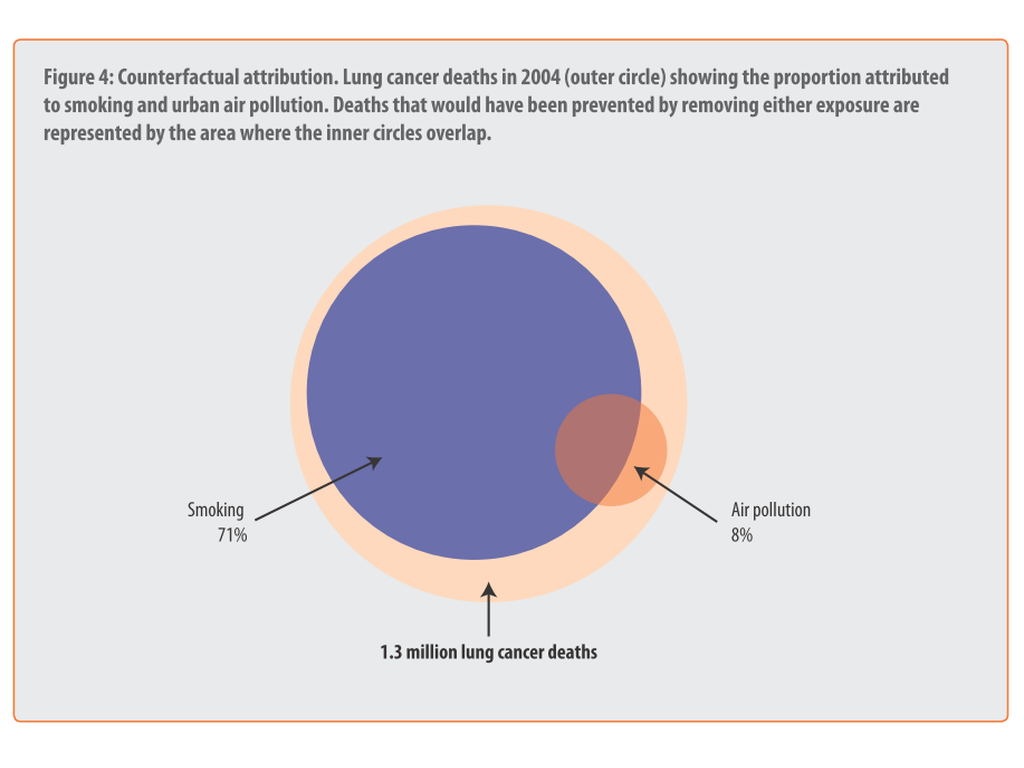 Figure 4: Counterfactual attribution. Lung cancer deaths in 2004 (outer circle) showing the proportion attributed
to smoking and urban air pollution. Deaths that would have been prevented by removing either exposure are
represented by the area where the inner circles overlap.
Smoking
71%
Air pollution
8%
1.3 million lung cancer deaths